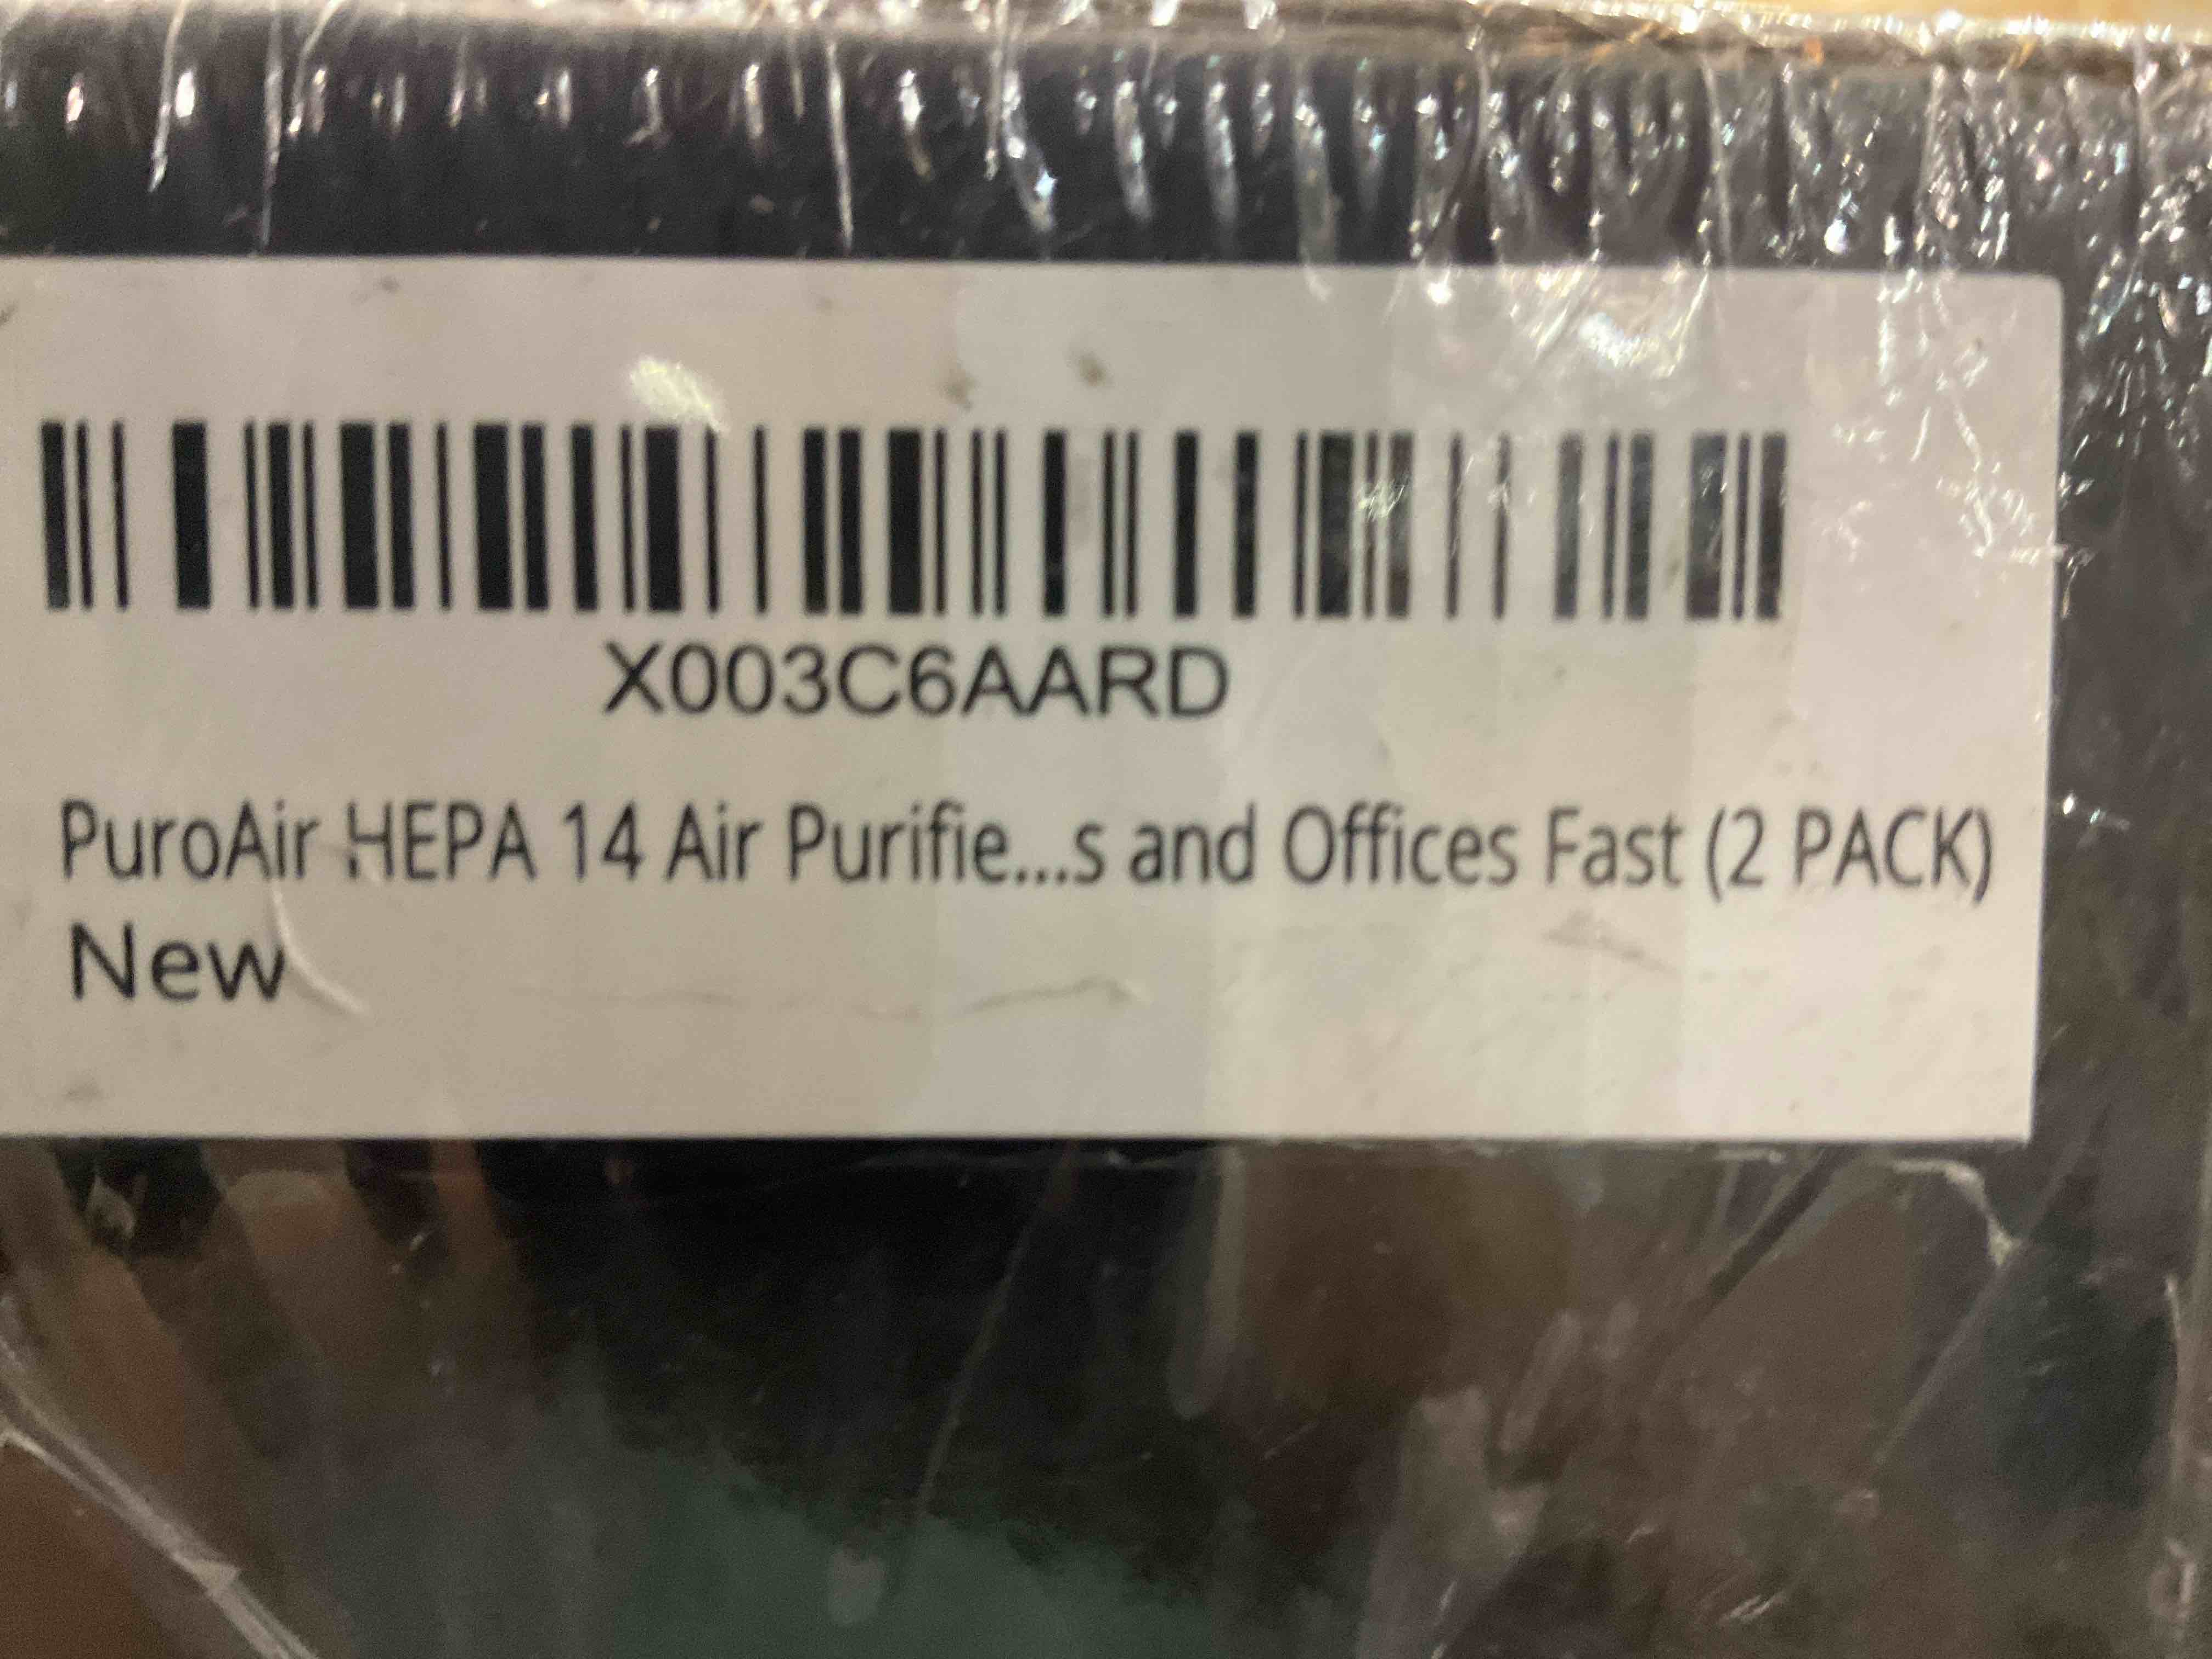 X003C6AARD
PuroAir HEPA 14 Air Purifie...s and Offices Fast (2 PACK)
New